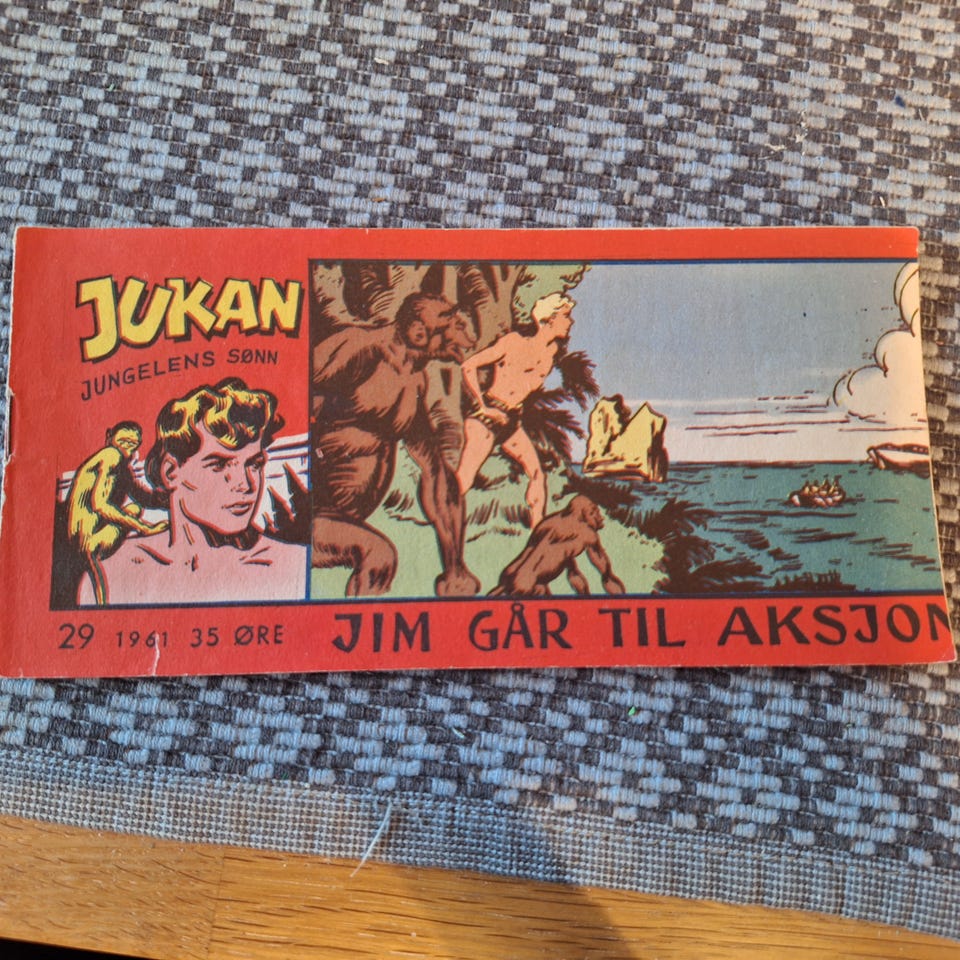 JUKAN
JUNGELENS SØNN
29 1961 35 ØRE
JIM GÅR TIL AKSJON